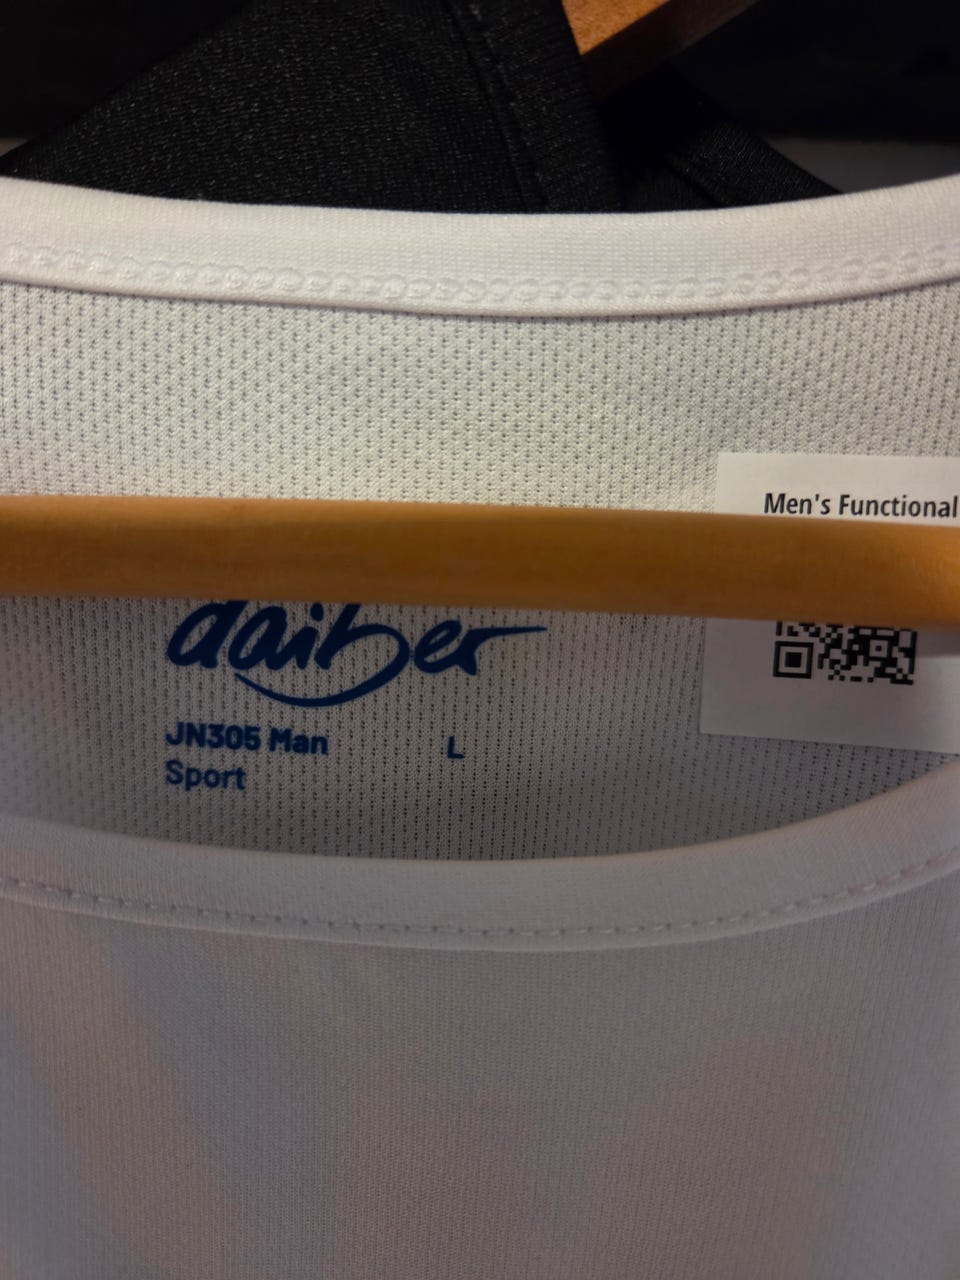 Men's Functional
daiber
JN305 Man
L
Sport